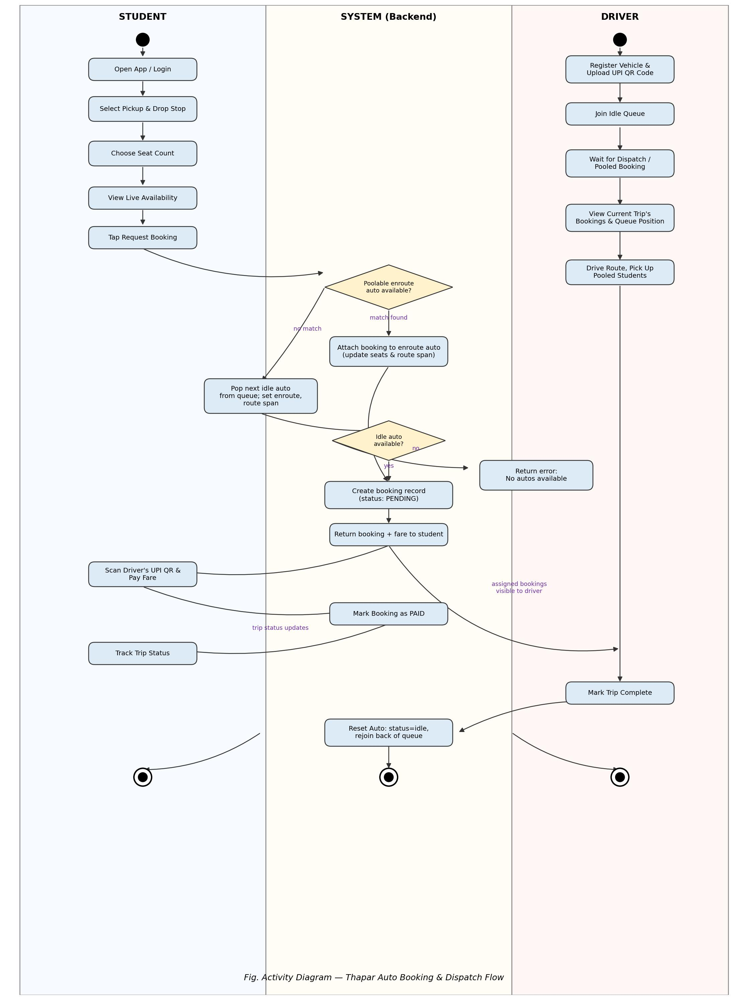 STUDENT
SYSTEM (Backend)
DRIVER
Open App / Login
Select Pickup & Drop Stop
Choose Seat Count
View Live Availability
Tap Request Booking
Register Vehicle &
Upload UPI QR Code
Join Idle Queue
Wait for Dispatch /
Pooled Booking
View Current Trip's
Bookings & Queue Position
Drive Route, Pick Up
Pooled Students
Poolable enroute
auto available?
match found
no match
Attach booking to enroute auto
(update seats & route span)
Pop next idle auto
from queue; set enroute,
route span
Idle auto
available?
no
yes
Return error:
No autos available
Create booking record
(status: PENDING)
Return booking + fare to student
Scan Driver's UPI QR &
Pay Fare
assigned bookings
visible to driver
Mark Booking as PAID
trip status updates
Track Trip Status
Mark Trip Complete
Reset Auto: status=idle,
rejoin back of queue
Fig. Activity Diagram — Thapar Auto Booking & Dispatch Flow